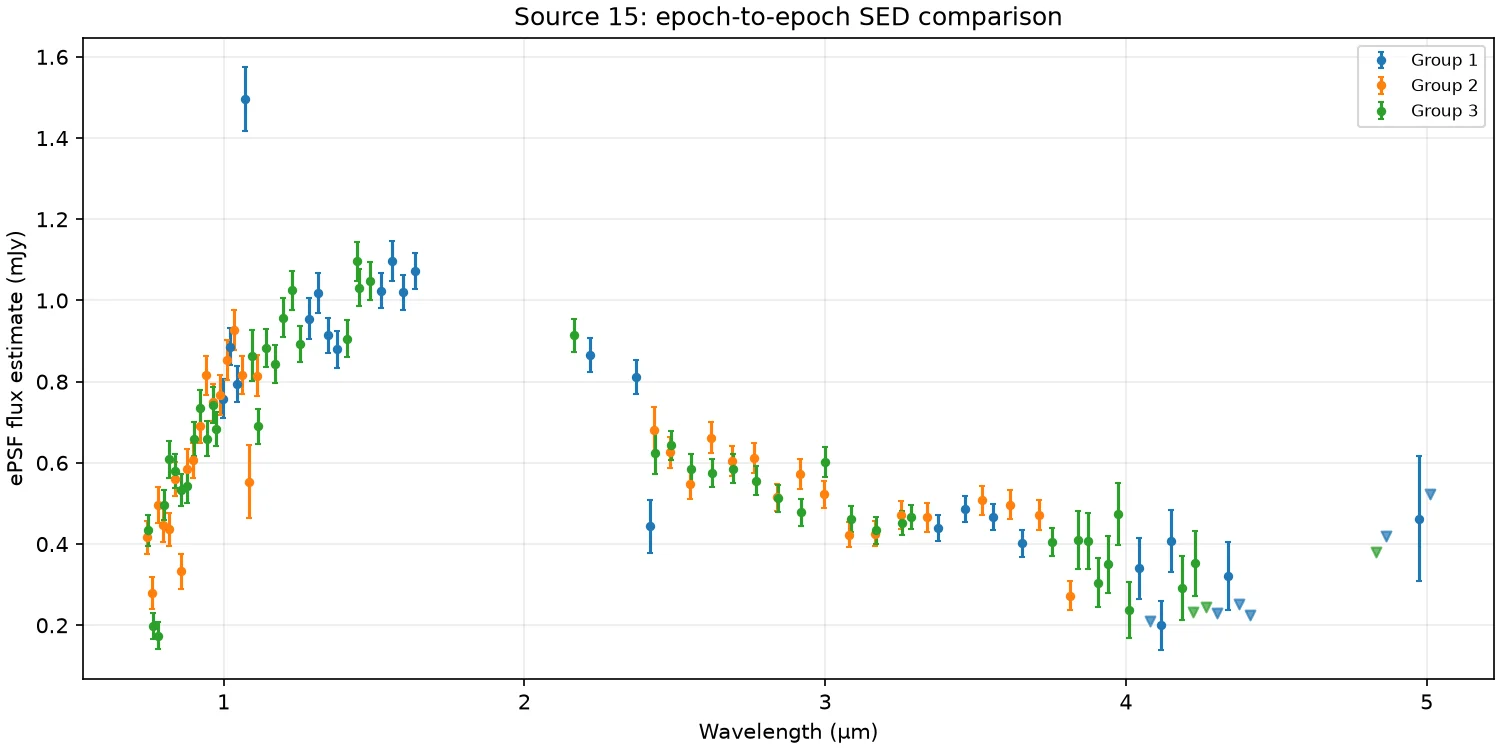 Source 15: epoch-to-epoch SED comparison
Group 1
Group 2
Group 3
ePSF flux estimate (mJy)
1.6
1.4
1.2
1.0
0.8
0.6
0.4
0.2
1 2 3 4 5
Wavelength (μm)